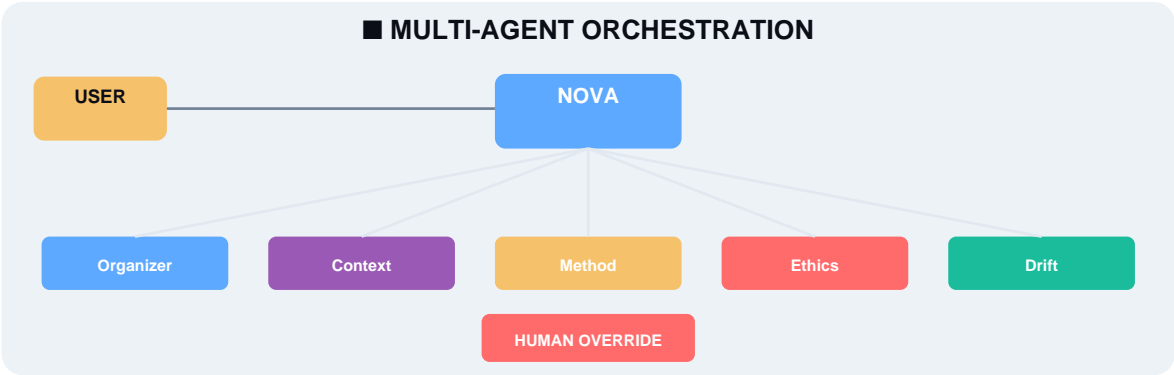 ■ MULTI-AGENT ORCHESTRATION
USER
NOVA
Organizer
Context
Method
Ethics
Drift
HUMAN OVERRIDE